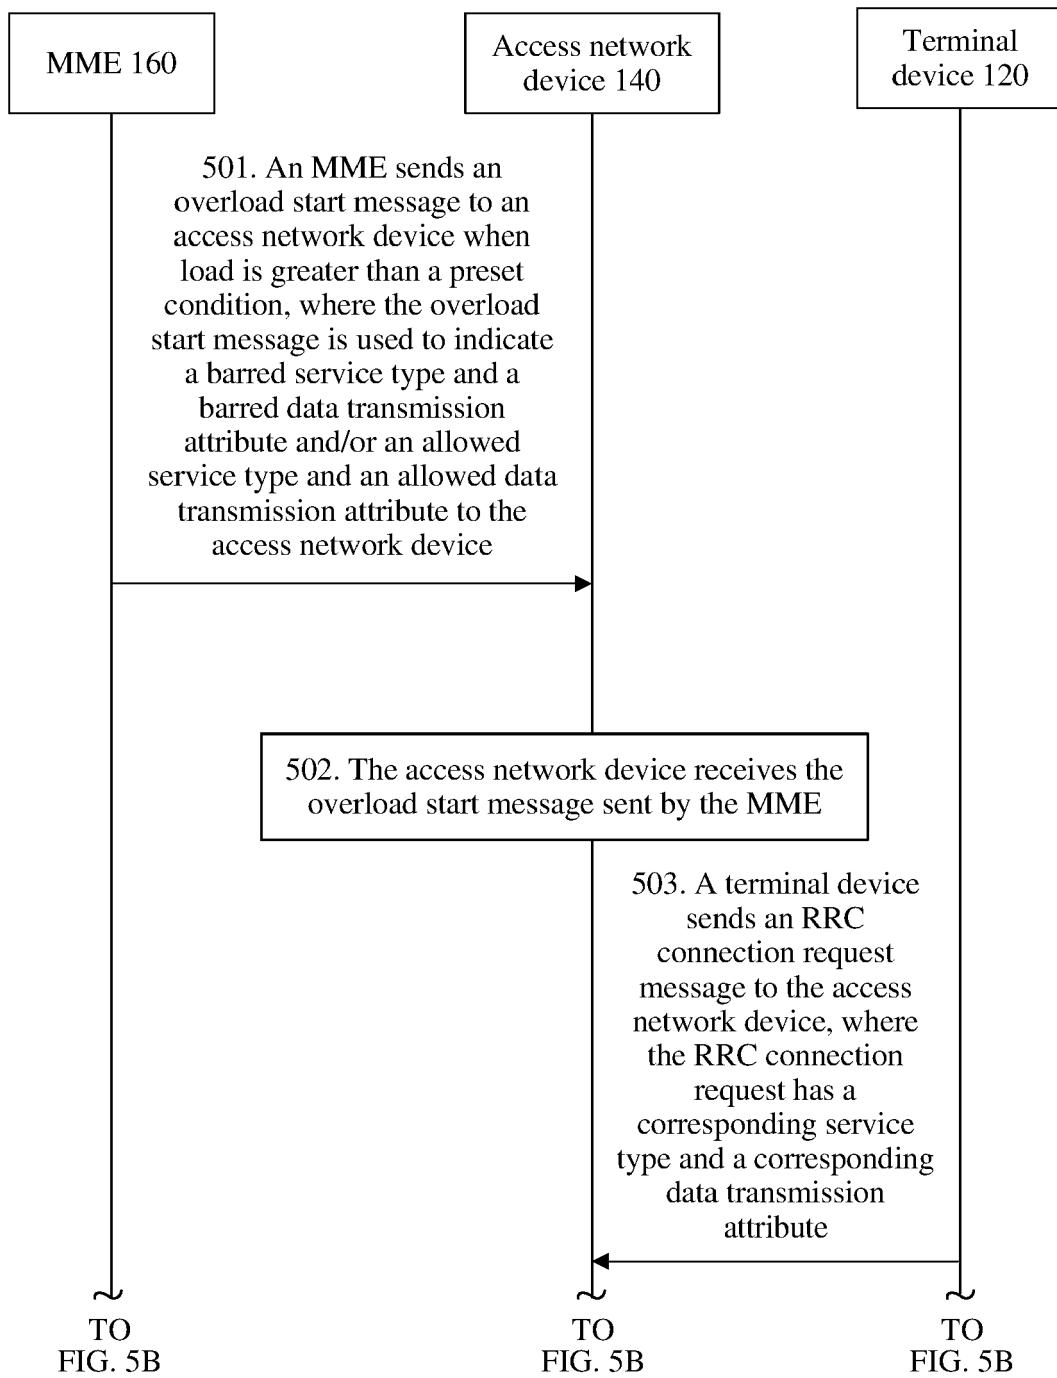 MME 160
Access network
device 140
Terminal
device 120
501. An MME sends an
overload start message to an
access network device when
load is greater than a preset
condition, where the overload
start message is used to indicate
a barred service type and a
barred data transmission
attribute and/or an allowed
service type and an allowed data
transmission attribute to the
access network device
502. The access network device receives the
overload start message sent by the MME
503. A terminal device
sends an RRC
connection request
message to the access
network device, where
the RRC connection
request has a
corresponding service
type and a corresponding
data transmission
attribute
TO
FIG. 5B
TO
FIG. 5B
TO
FIG. 5B